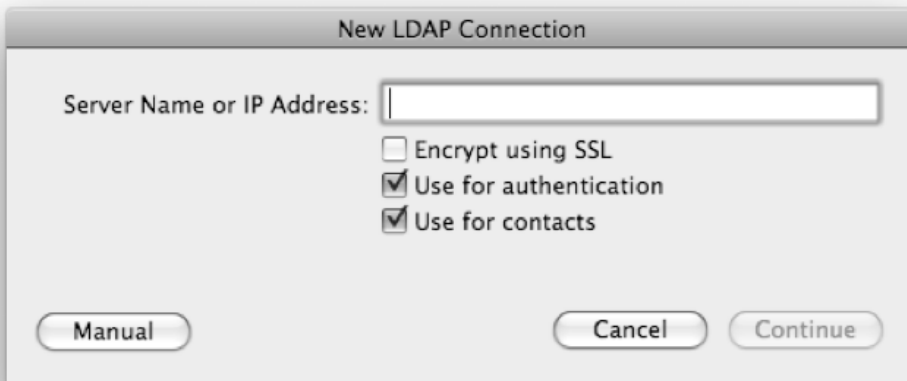 New LDAP Connection
Server Name or IP Address:
Encrypt using SSL
Use for authentication
Use for contacts
Manual Cancel Continue